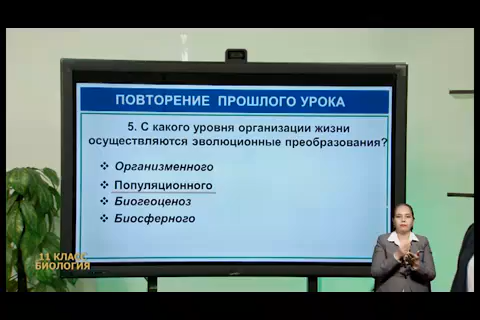 ПОВТОРЕНИЕ ПРОШЛОГО УРОКА
5. С какого уровня организации жизни
осуществляются эволюционные преобразования?
Организменного
Популяционного
Биогеоценоз
Биосферного
11 КЛАСС
БИОЛОГИЯ